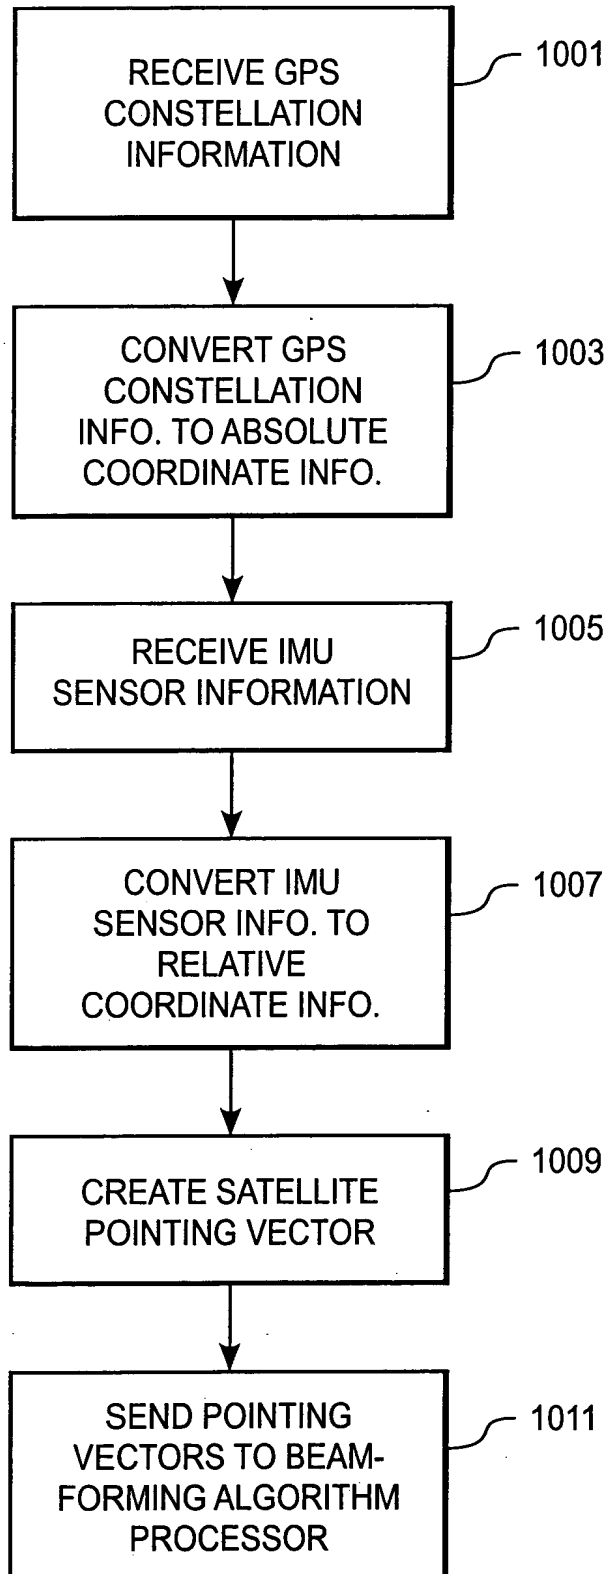 RECEIVE GPS
CONSTELLATION
INFORMATION
1001
CONVERT GPS
CONSTELLATION
INFO. TO ABSOLUTE
COORDINATE INFO.
1003
RECEIVE IMU
SENSOR INFORMATION
1005
CONVERT IMU
SENSOR INFO. TO
RELATIVE
COORDINATE INFO.
1007
CREATE SATELLITE
POINTING VECTOR
1009
SEND POINTING
VECTORS TO BEAM-
FORMING ALGORITHM
PROCESSOR
1011